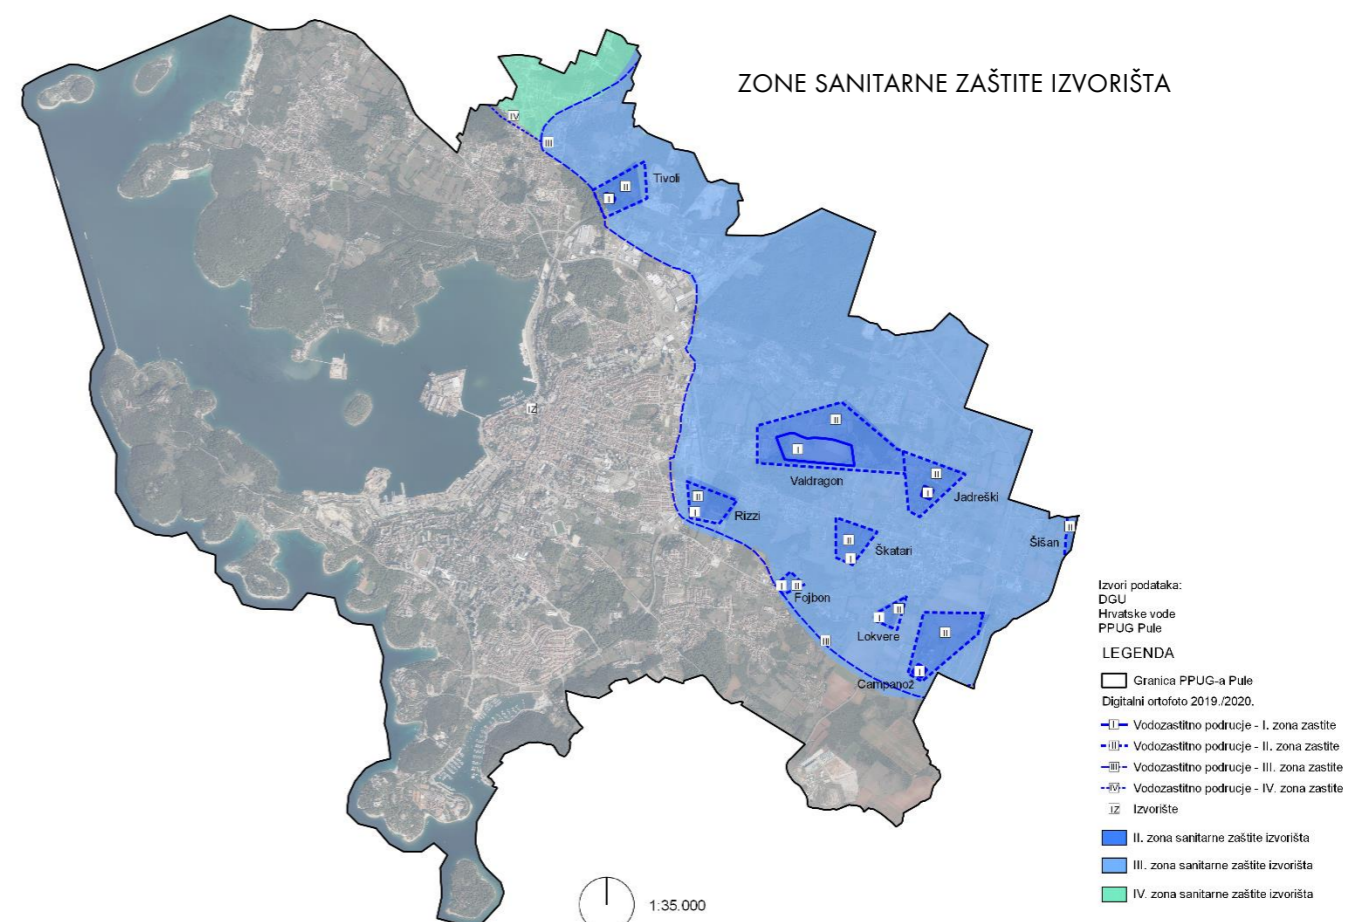 ZONE SANITARNE ZAŠTITE IZVORIŠTA
IV
III
Tivoli
II
I
IZ
II
I
Valdragon
II
I
Jadreški
II
I
Rizzi
II
Šišan
II
I
Škatari
I
II
Fojbon
II
I
Lokvere
III
II
I
Campanož
Izvori podataka:
DGU
Hrvatske vode
PPUG Pule
LEGENDA
Granica PPUG-a Pule
Digitalni ortofoto 2019./2020.
I Vodozastitno podrucje - I. zona zastite
II Vodozastitno podrucje - II. zona zastite
III Vodozastitno podrucje - III. zona zastite
IV Vodozastitno podrucje - IV. zona zastite
IZ Izvorište
II. zona sanitarne zaštite izvorišta
III. zona sanitarne zaštite izvorišta
IV. zona sanitarne zaštite izvorišta
1:35.000